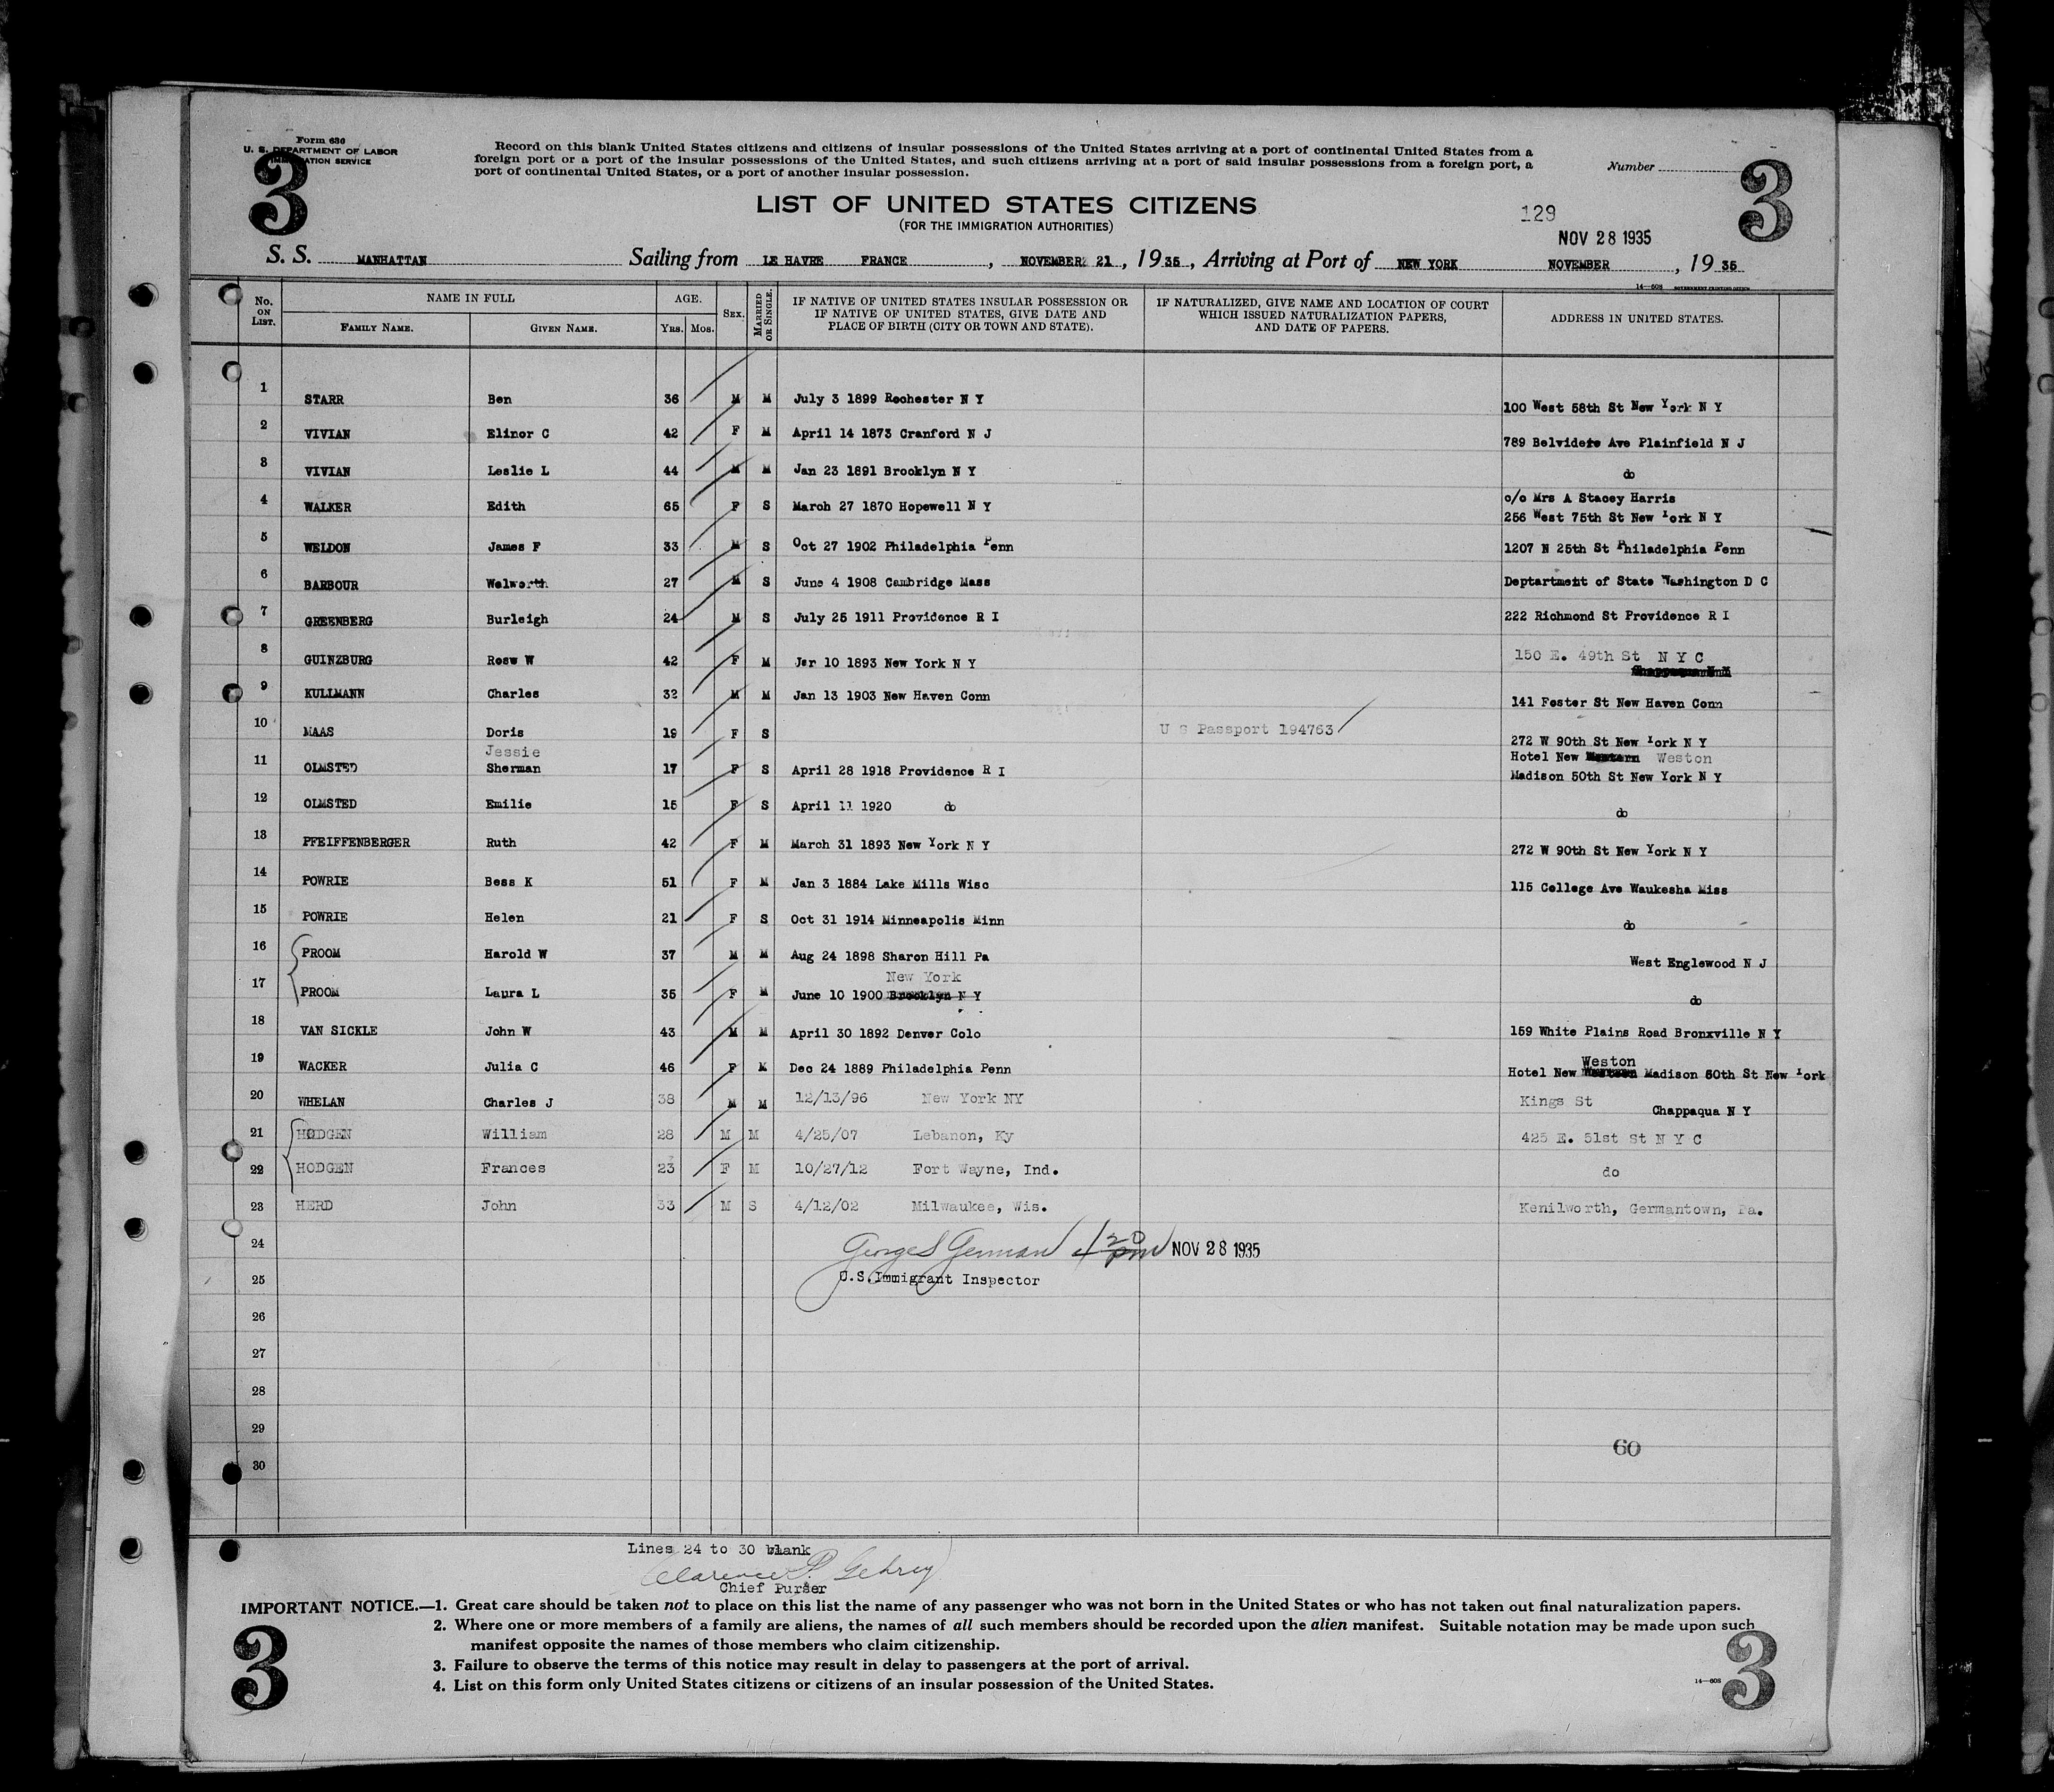 Form 630
U. S. DEPARTMENT OF LABOR
IMMIGRATION SERVICE
3
Record on this blank United States citizens and citizens of insular possessions of the United States arriving at a port of continental United States from a
foreign port or a port of the insular possessions of the United States, and such citizens arriving at a port of said insular possessions from a foreign port, a
port of continental United States, or a port of another insular possession.
Number
3
LIST OF UNITED STATES CITIZENS
(FOR THE IMMIGRATION AUTHORITIES)
129
NOV 28 1935
S. S. MANHATTAN Sailing from LE HAVRE FRANCE, NOVEMBER 21, 1935, Arriving at Port of NEW YORK NOVEMBER, 1935
14—608 GOVERNMENT PRINTING OFFICE
No. ON LIST. NAME IN FULL FAMILY NAME. GIVEN NAME. AGE. YRS. MOS. SEX. MARRIED OR SINGLE. IF NATIVE OF UNITED STATES INSULAR POSSESSION OR IF NATIVE OF UNITED STATES, GIVE DATE AND PLACE OF BIRTH (CITY OR TOWN AND STATE). IF NATURALIZED, GIVE NAME AND LOCATION OF COURT WHICH ISSUED NATURALIZATION PAPERS, AND DATE OF PAPERS. ADDRESS IN UNITED STATES.
1 STARR Ben 36 M M July 3 1899 Rochester N Y 100 West 58th St New York N Y
2 VIVIAN Elinor C 42 F M April 14 1873 Cranford N J 789 Belvidere Ave Plainfield N J
3 VIVIAN Leslie L 44 M M Jan 23 1891 Brooklyn N Y do
c/o Mrs A Stacey Harris
4 WALKER Edith 65 F S March 27 1870 Hopewell N Y 256 West 75th St New York N Y
5 WELDON James F 33 M S Oct 27 1902 Philadelphia Penn 1207 N 25th St Philadelphia Penn
6 BARBOUR Walworth 27 M S June 4 1908 Cambridge Mass Deptartment of State Washington D C
7 GREENBERG Burleigh 24 M S July 25 1911 Providence R I 222 Richmond St Providence R I
8 GUINZBURG Rosw W 42 F M Jar 10 1893 New York N Y 150 E. 49th St N Y C
9 KULLMANN Charles 32 M M Jan 13 1903 New Haven Conn 141 Foster St New Haven Conn
10 MAAS Doris 19 F S U S Passport 194763 272 W 90th St New York N Y
Jessie Hotel New Weston
11 OLMSTED Sherman 17 F S April 28 1918 Providence R I Madison 50th St New York N Y
12 OLMSTED Emilie 15 F S April 11 1920 do do
13 PFEIFFENBERGER Ruth 42 F M March 31 1893 New York N Y 272 W 90th St New York N Y
14 POWRIE Bess K 51 F M Jan 3 1884 Lake Mills Wisc 115 College Ave Waukesha Miss
15 POWRIE Helen 21 F S Oct 31 1914 Minneapolis Minn do
16 PROOM Harold W 37 M M Aug 24 1898 Sharon Hill Pa West Englewood N J
New York
17 PROOM Laura L 35 F M June 10 1900 Brooklyn N Y do
18 VAN SICKLE John W 43 M M April 30 1892 Denver Colo 159 White Plains Road Bronxville N Y
Weston
19 WACKER Julia C 46 F M Dec 24 1889 Philadelphia Penn Hotel New Madison 50th St New York
20 WHELAN Charles J 38 M M 12/13/96 New York NY Kings St Chappaqua N Y
21 HODGEN William 28 M M 4/25/07 Lebanon, Ky 425 E. 51st St N Y C
22 HODGEN Frances 23 F M 10/27/12 Fort Wayne, Ind. do
23 HERD John 33 M S 4/12/02 Milwaukee, Wis. Kenilworth, Germantown, Pa.
24 George S German NOV 28 1935
25 U.S. Immigrant Inspector
26
27
28
29
60
30
Lines 24 to 30 blank
Clarence P. Gehrig
Chief Purser
IMPORTANT NOTICE.—1. Great care should be taken not to place on this list the name of any passenger who was not born in the United States or who has not taken out final naturalization papers.
2. Where one or more members of a family are aliens, the names of all such members should be recorded upon the alien manifest. Suitable notation may be made upon such
manifest opposite the names of those members who claim citizenship.
3. Failure to observe the terms of this notice may result in delay to passengers at the port of arrival.
4. List on this form only United States citizens or citizens of an insular possession of the United States.
14—608
3
3